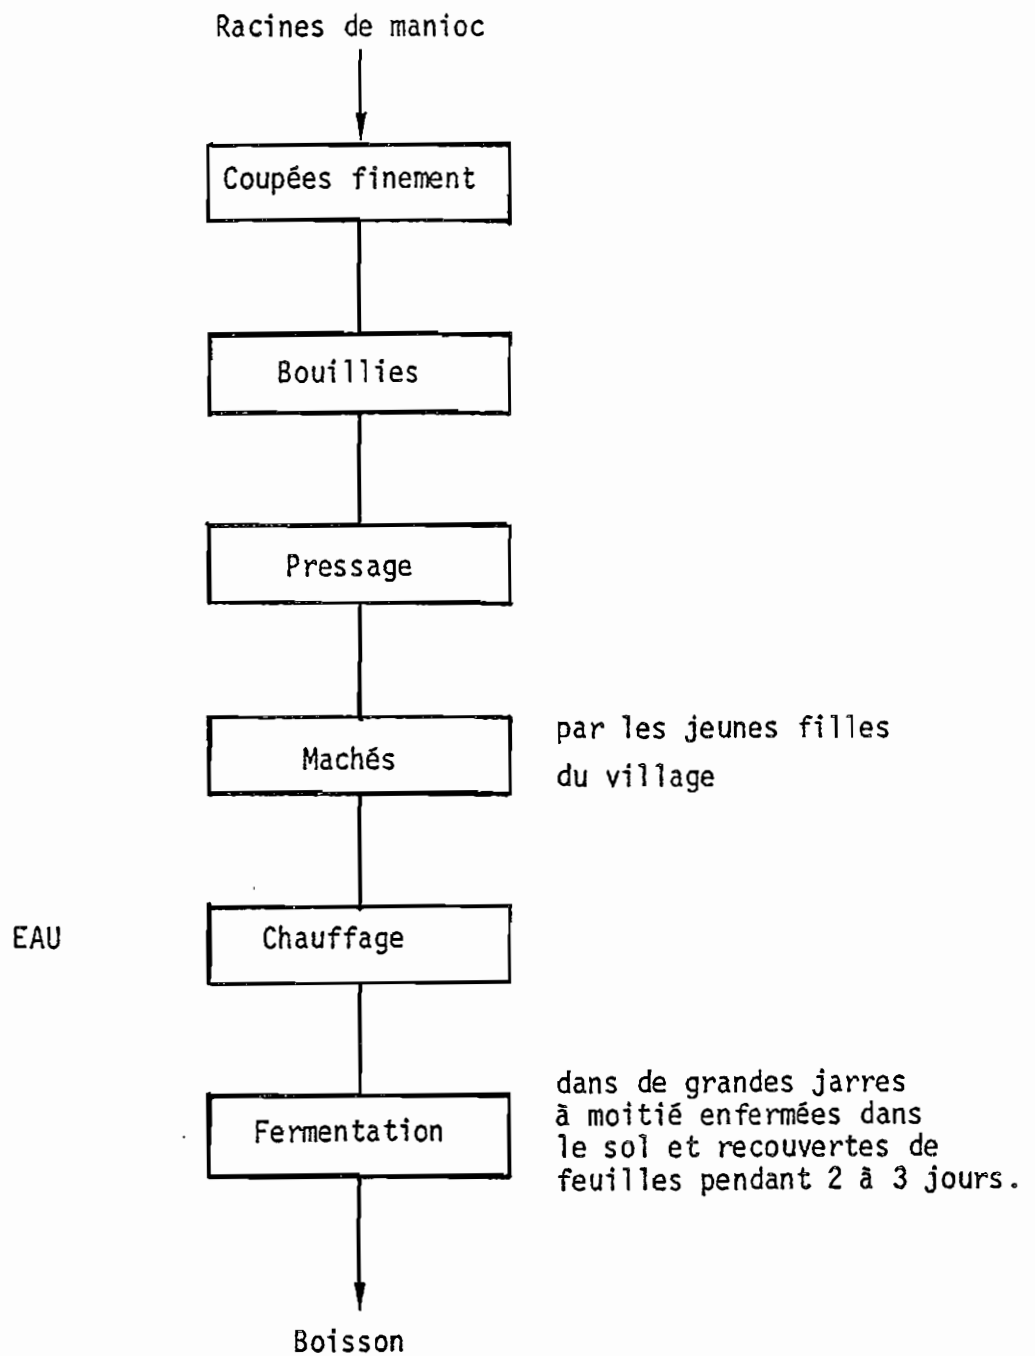 Racines de manioc
Coupées finement
Bouillies
Pressage
Machés
par les jeunes filles
du village
EAU
Chauffage
Fermentation
dans de grandes jarres
à moitié enfermées dans
le sol et recouvertes de
feuilles pendant 2 à 3 jours.
Boisson